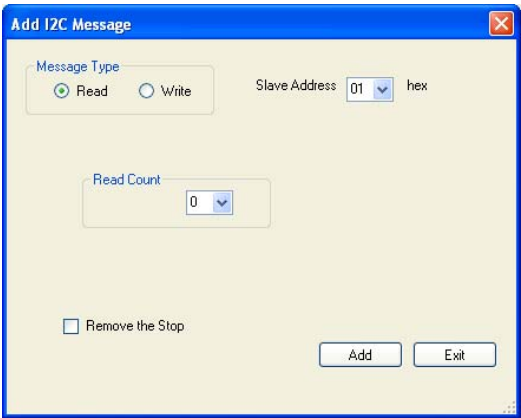 Add I2C Message
Message Type
Read Write
Slave Address 01 hex
Read Count
0
Remove the Stop
Add Exit